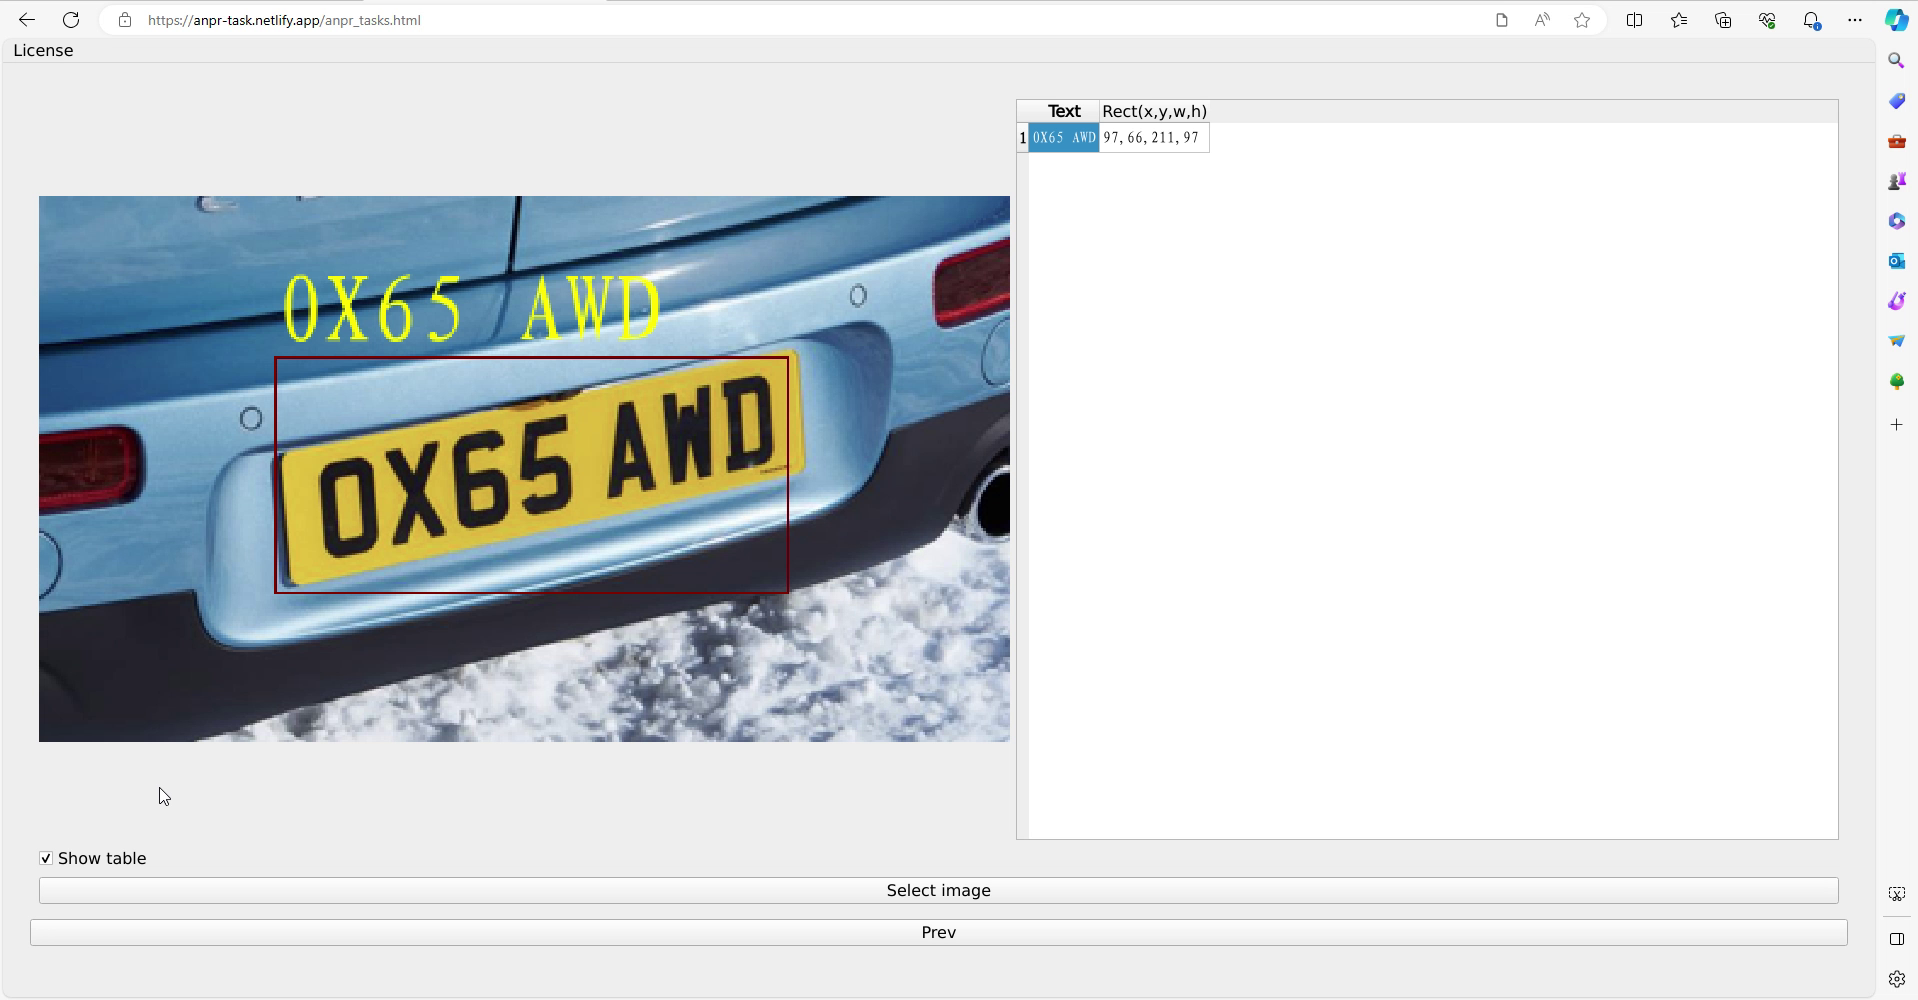 https://anpr-task.netlify.app/anpr_tasks.html
License
Text Rect(x,y,w,h)
1 0X65 AWD 97, 66, 211, 97
0X65 AWD
OX65 AWD
Show table
Select image
Prev